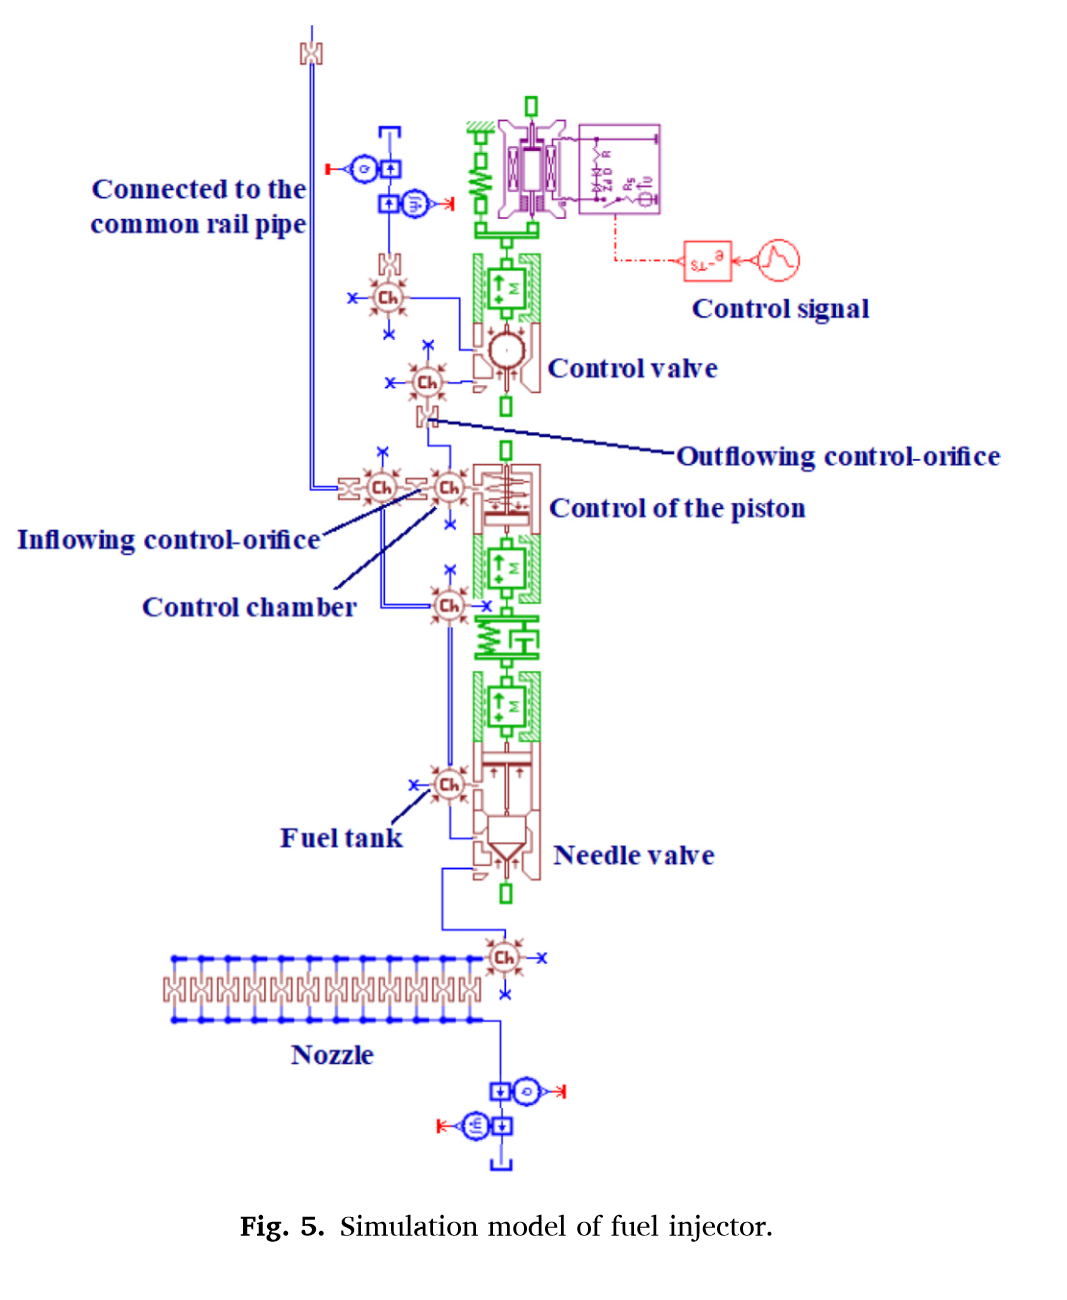 Connected to the
common rail pipe
R
Z D
Rs
U
Ch
e-TS
M
Control signal
Control valve
Ch
Outflowing control-orifice
Ch
Ch
Control of the piston
Inflowing control-orifice
M
Control chamber
Ch
M
Ch
Fuel tank
Needle valve
Ch
Nozzle
Fig. 5. Simulation model of fuel injector.